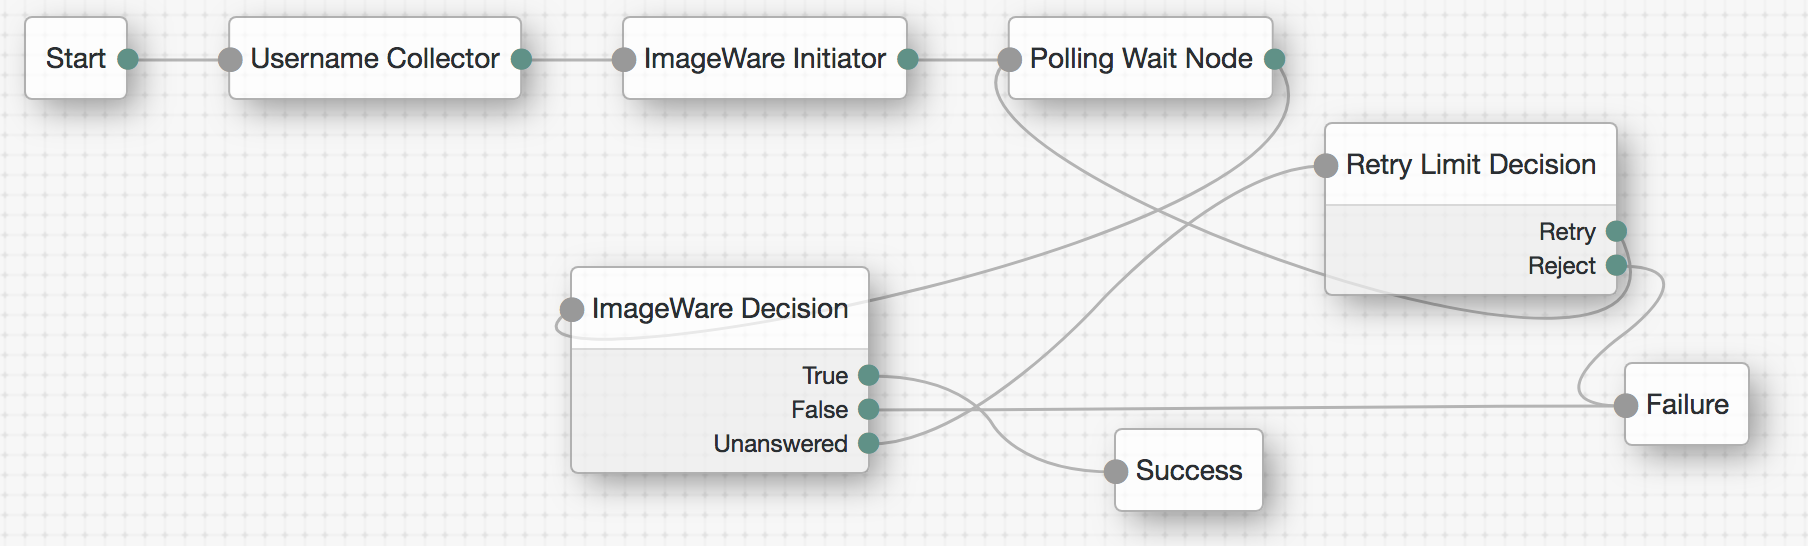 Start
Username Collector
ImageWare Initiator
Polling Wait Node
Retry Limit Decision
Retry
Reject
ImageWare Decision
True
False
Unanswered
Failure
Success